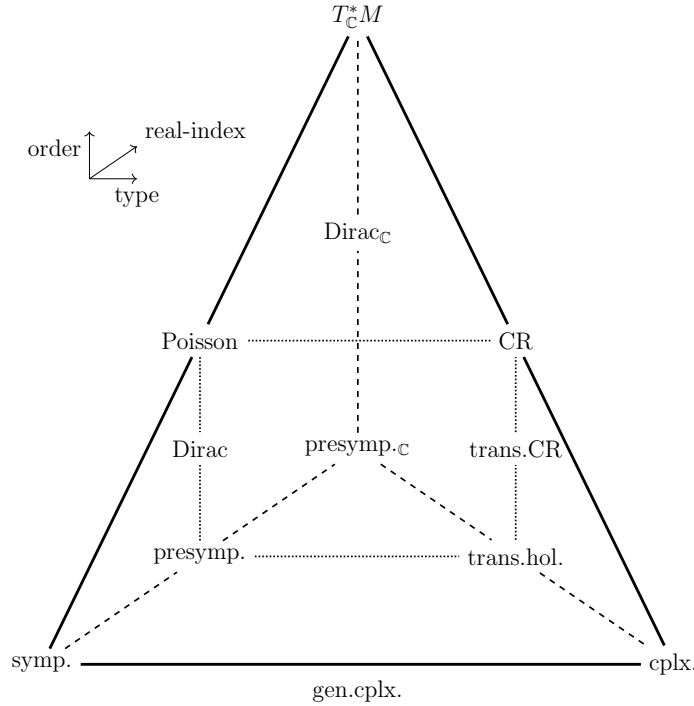 T*_ℂM
real-index
order
type
Dirac_ℂ
Poisson
CR
Dirac
presymp._ℂ
trans.CR
presymp.
trans.hol.
symp.
cplx.
gen.cplx.